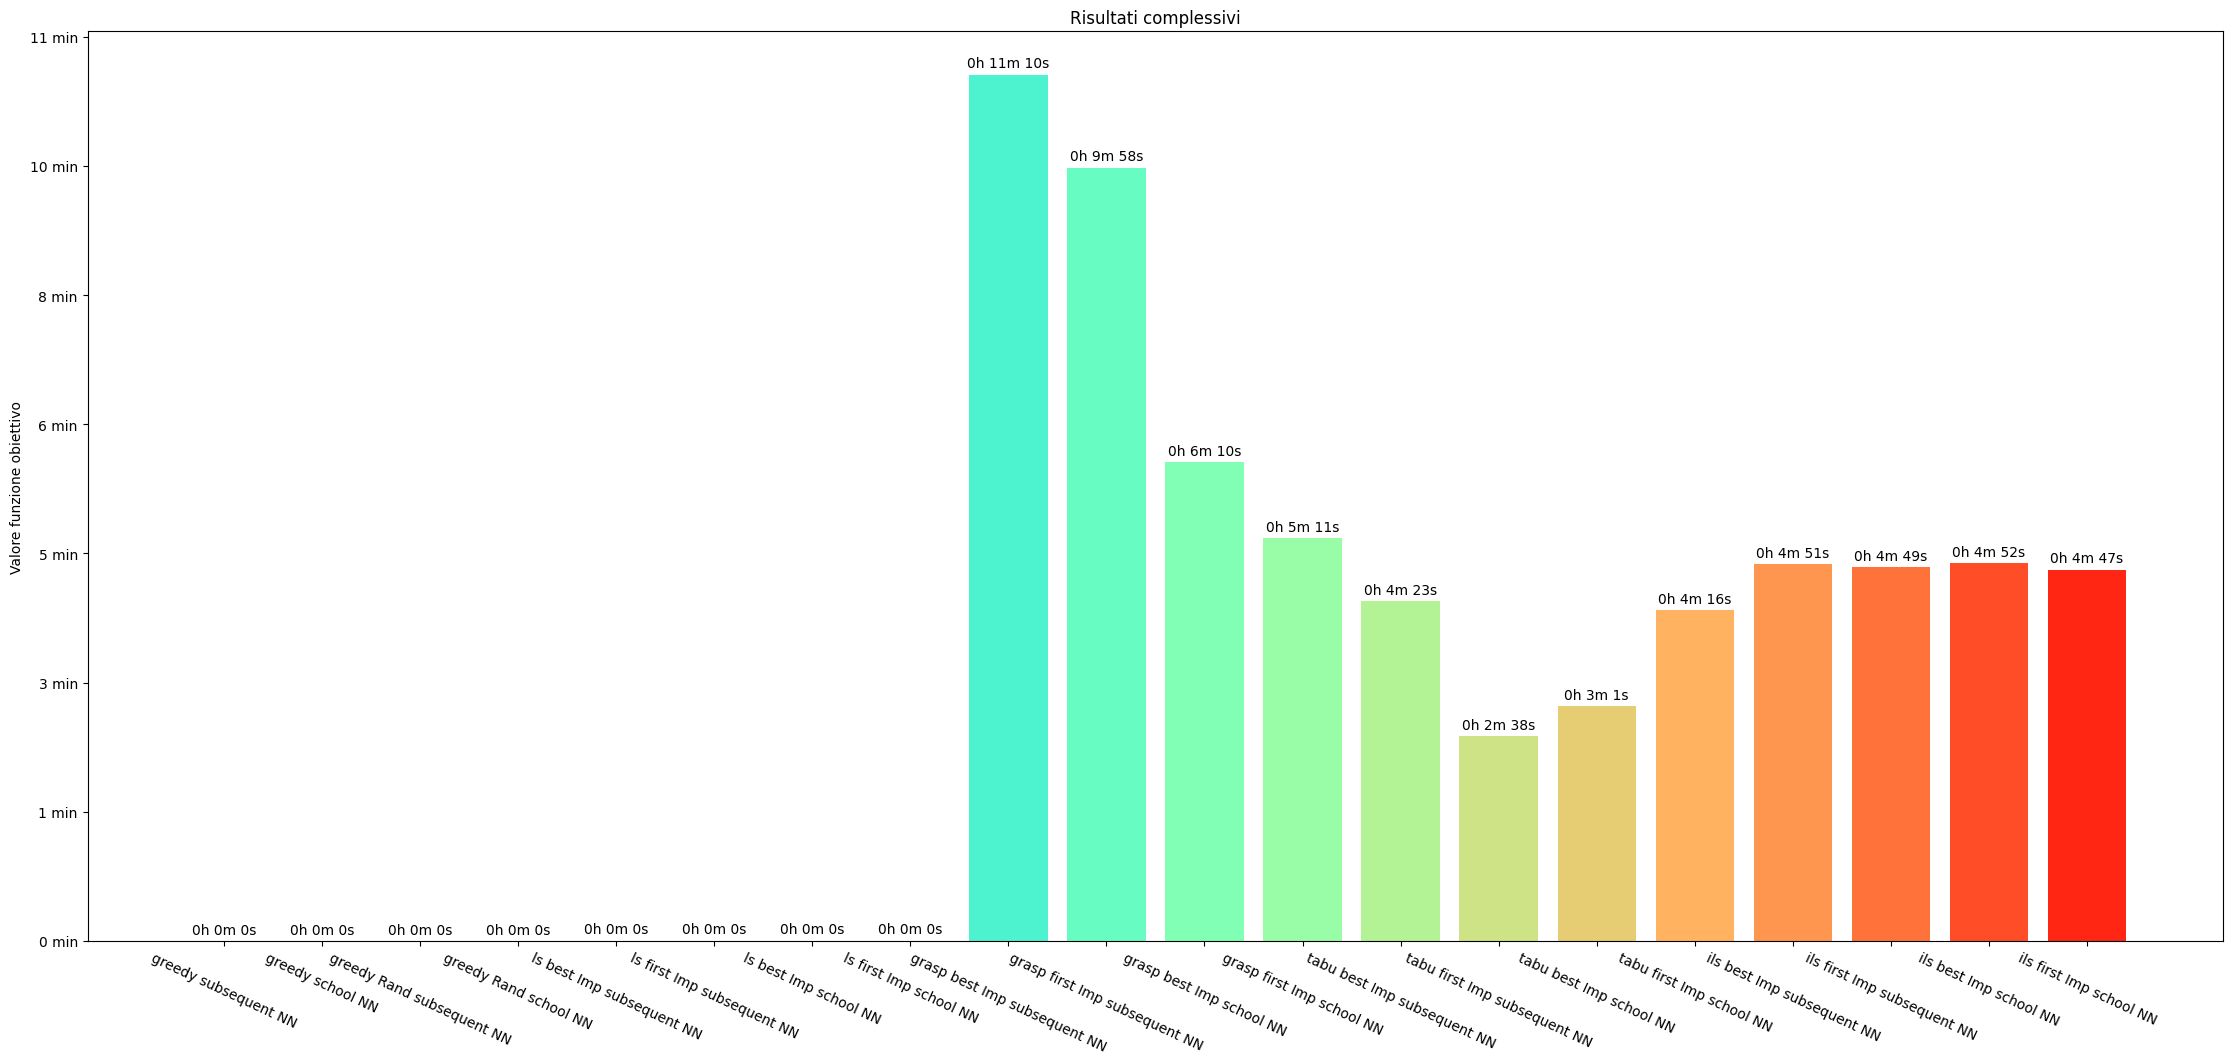 Risultati complessivi
Valore funzione obiettivo
11 min
10 min
8 min
6 min
5 min
3 min
1 min
0 min
0h 0m 0s
0h 0m 0s
0h 0m 0s
0h 0m 0s
0h 0m 0s
0h 0m 0s
0h 0m 0s
0h 0m 0s
0h 11m 10s
0h 9m 58s
0h 6m 10s
0h 5m 11s
0h 4m 23s
0h 2m 38s
0h 3m 1s
0h 4m 16s
0h 4m 51s
0h 4m 49s
0h 4m 52s
0h 4m 47s
greedy subsequent NN
greedy school NN
greedy Rand subsequent NN
greedy Rand school NN
ls best Imp subsequent NN
ls first Imp subsequent NN
ls best Imp school NN
ls first Imp school NN
grasp best Imp subsequent NN
grasp first Imp subsequent NN
grasp best Imp school NN
grasp first Imp school NN
tabu best Imp subsequent NN
tabu first Imp subsequent NN
tabu best Imp school NN
tabu first Imp school NN
ils best Imp subsequent NN
ils first Imp subsequent NN
ils best Imp school NN
ils first Imp school NN